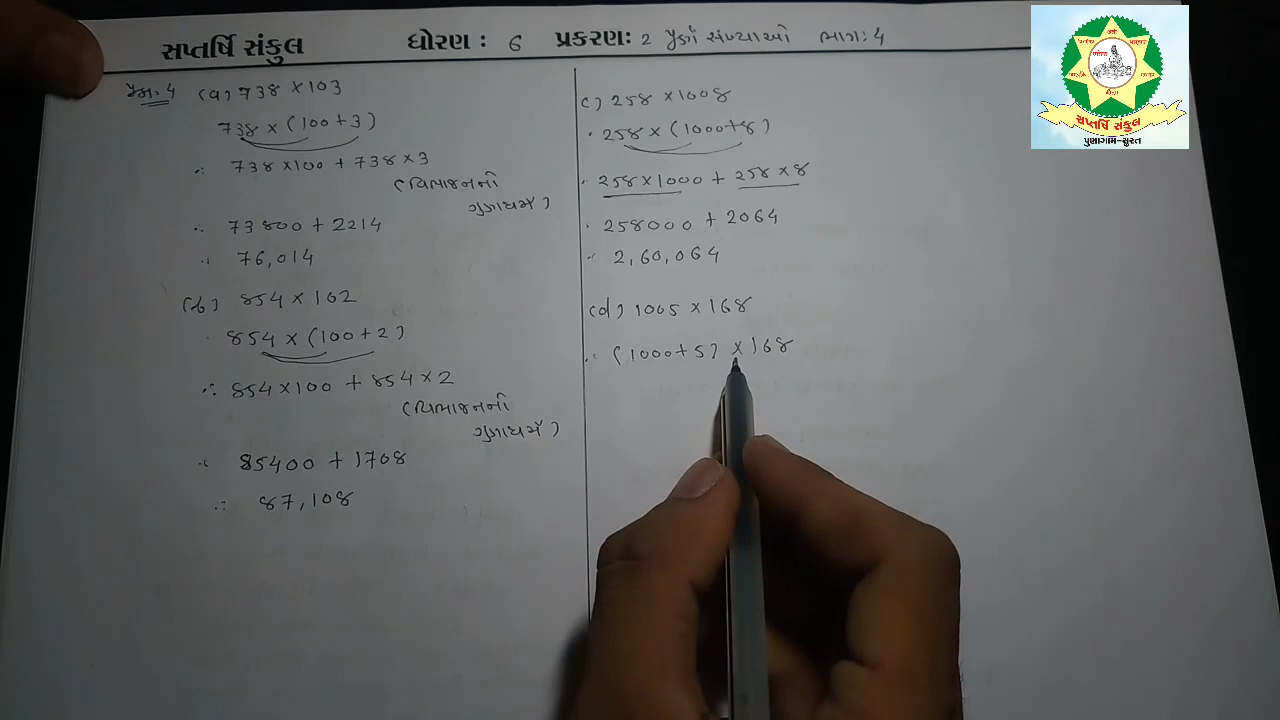 સપ્તર્ષિ સંકુલ ધોરણ : 6 પ્રકરણ: 2 પૂર્ણ સંખ્યાઓ ભાગ: 4
પ્રશ્ન. 4 (a) 738 × 103
738 × (100 + 3)
∴ 738 × 100 + 738 × 3
(વિભાજનનો
ગુણધર્મ)
∴ 73800 + 2214
∴ 76,014
(b) 854 × 102
854 × (100 + 2)
∴ 854 × 100 + 854 × 2
(વિભાજનનો
ગુણધર્મ)
∴ 85400 + 1708
∴ 87,108
c) 258 × 1008
∴ 258 × (1000 + 8)
∴ 258 × 1000 + 258 × 8
∴ 258000 + 2064
∴ 2,60,064
(d) 1005 × 168
∴ (1000 + 5) × 168
સપ્તર્ષિ સંકુલ
પુણાગામ-સુરત